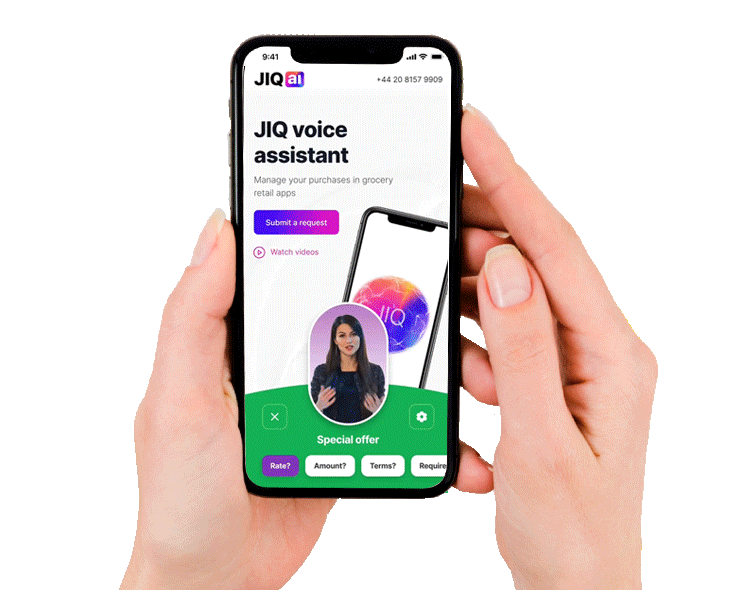 9:41
JIQ ai
+44 20 8157 9909
JIQ voice
assistant
Manage your purchases in grocery
retail apps
Submit a request
Watch videos
JIQ
Special offer
Rate?
Amount?
Terms?
Require